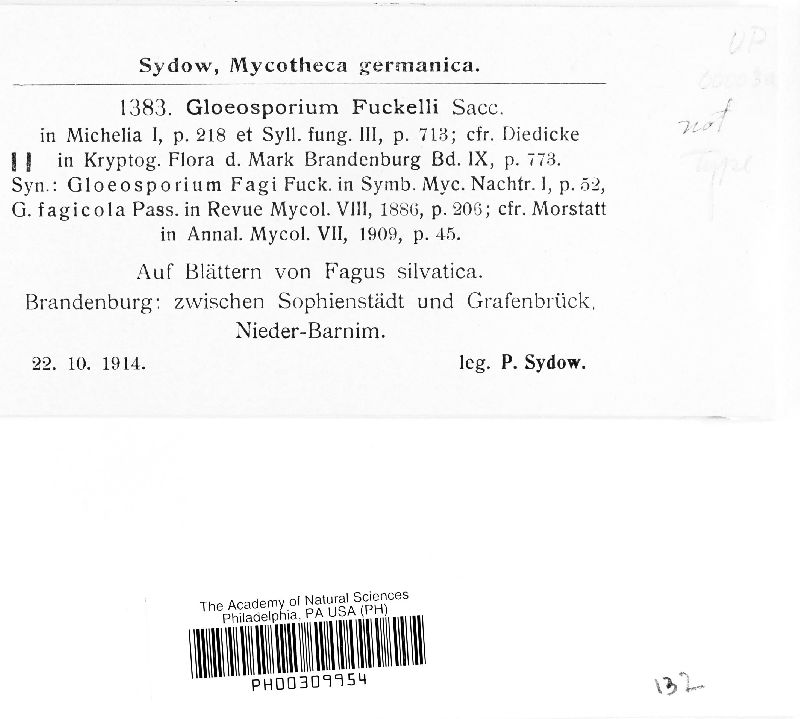 Sydow, Mycotheca germanica.
1383. Gloeosporium Fuckelli Sacc.
in Michelia I, p. 218 et Syll. fung. III, p. 713; cfr. Diedicke
in Kryptog. Flora d. Mark Brandenburg Bd. IX, p. 773.
Syn.: Gloeosporium Fagi Fuck. in Symb. Myc. Nachtr. I, p. 52,
G. fagicola Pass. in Revue Mycol. VIII, 1886, p. 206; cfr. Morstatt
in Annal. Mycol. VII, 1909, p. 45.
Auf Blättern von Fagus silvatica.
Brandenburg: zwischen Sophienstädt und Grafenbrück,
Nieder-Barnim.
22. 10. 1914. leg. P. Sydow.
UP
not
Type
The Academy of Natural Sciences
Philadelphia, PA USA (PH)
PH00309954
132